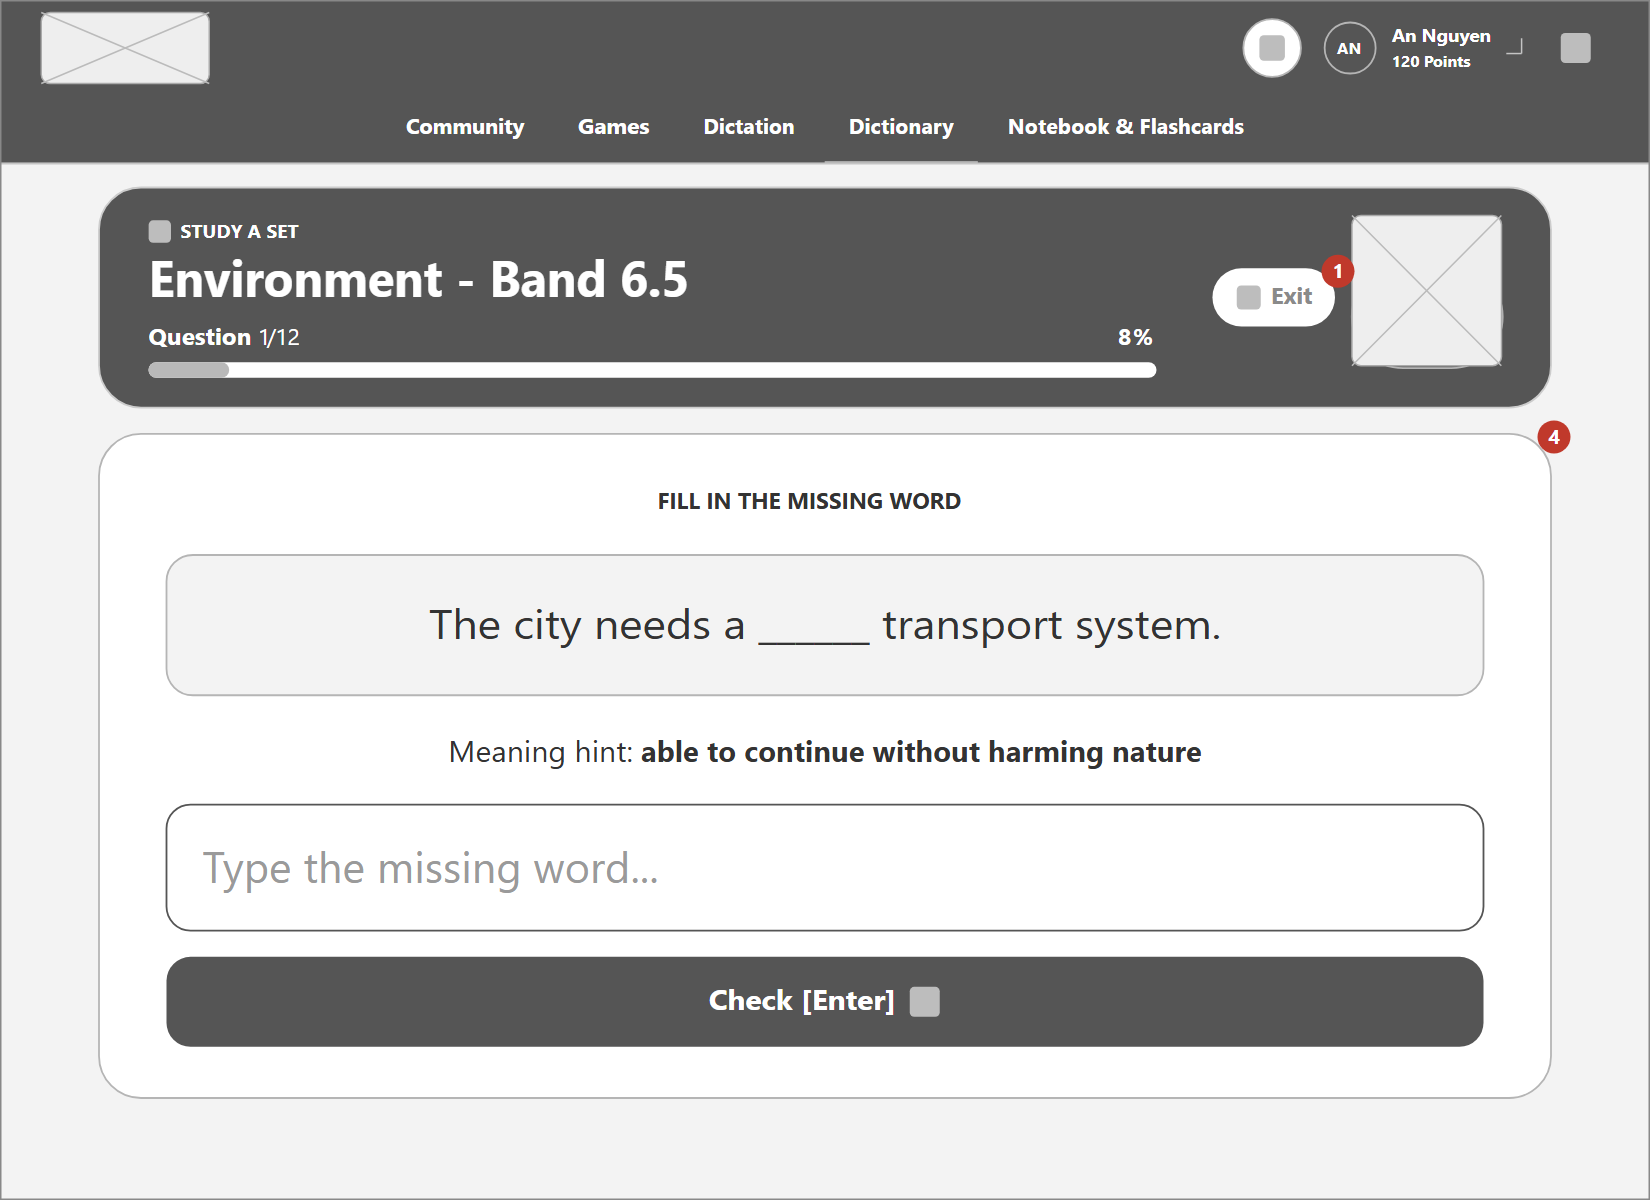 AN
An Nguyen
120 Points
Community
Games
Dictation
Dictionary
Notebook & Flashcards
STUDY A SET
Environment - Band 6.5
Question 1/12
8%
Exit
1
4
FILL IN THE MISSING WORD
The city needs a ______ transport system.
Meaning hint: able to continue without harming nature
Type the missing word...
Check [Enter]